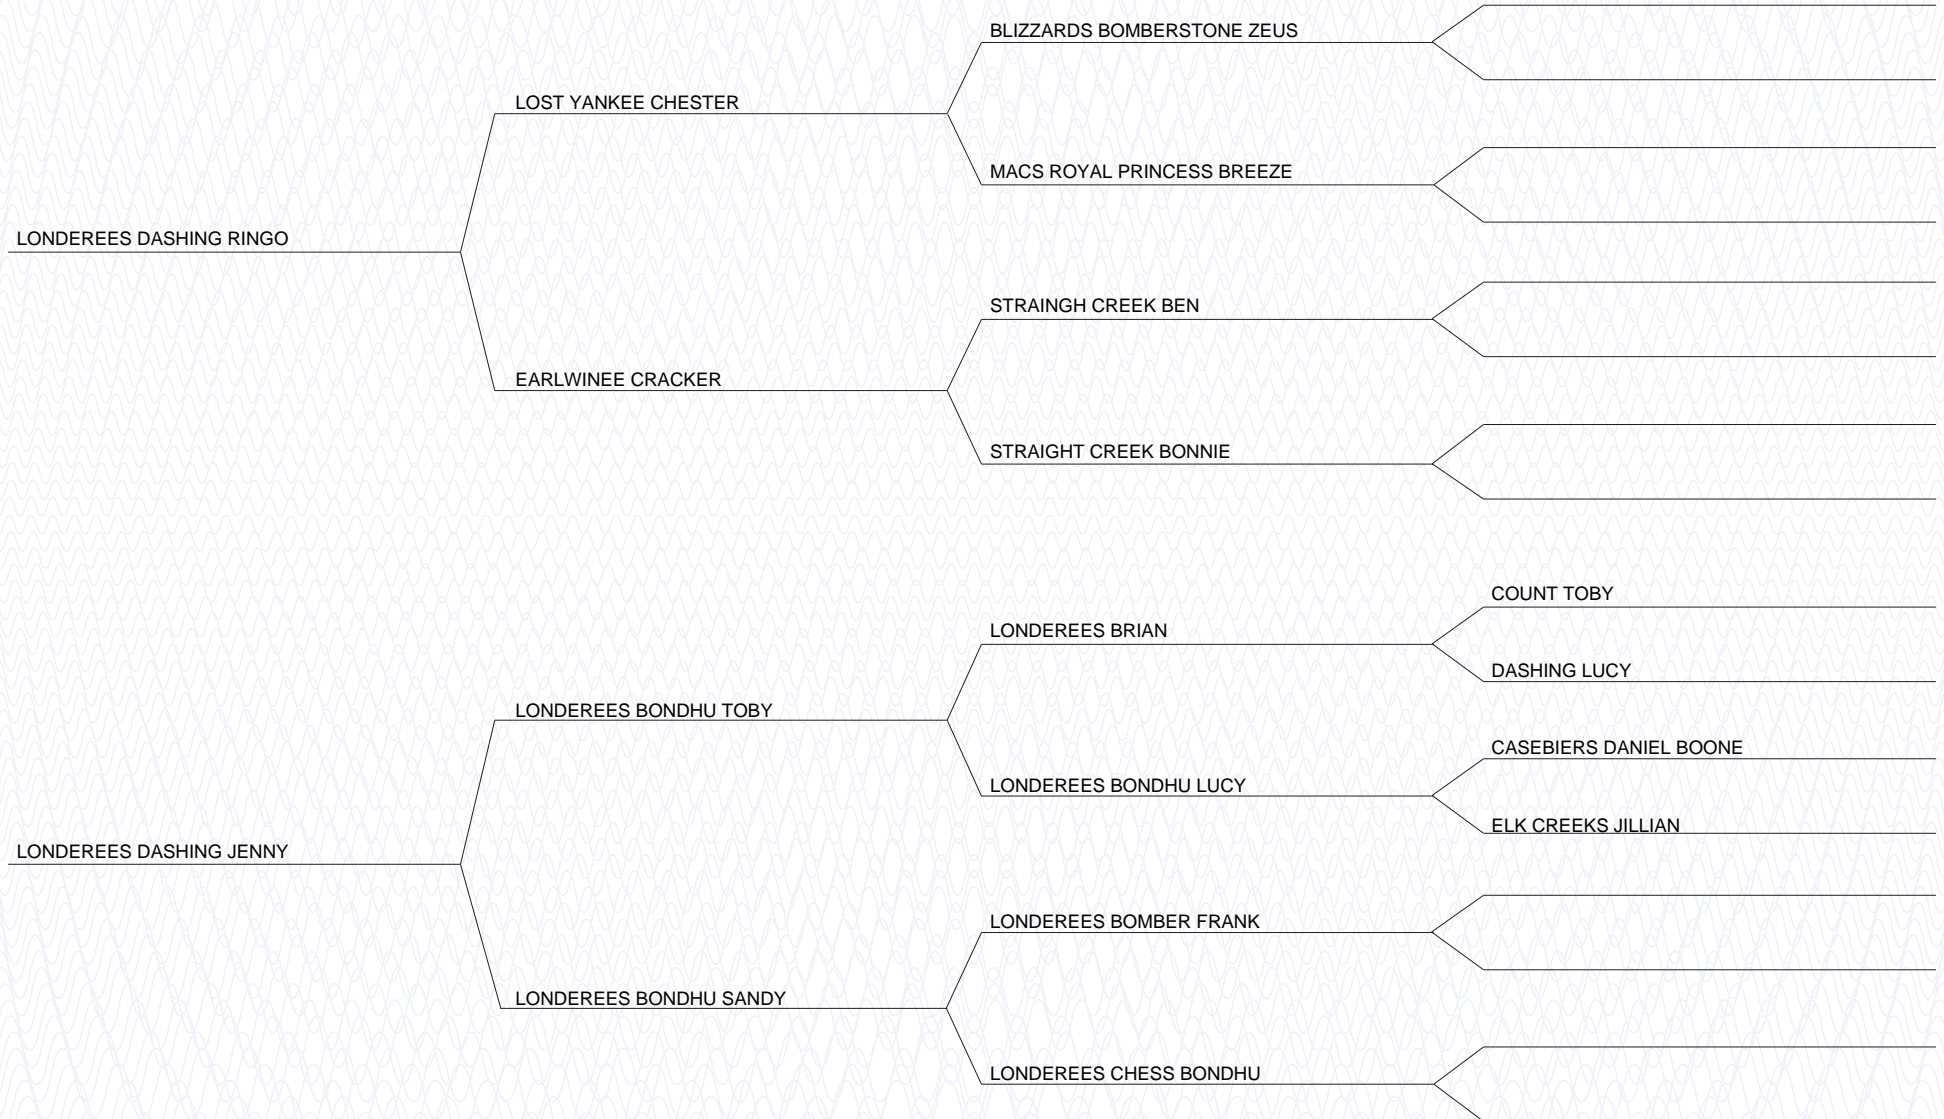 BLIZZARDS BOMBERSTONE ZEUS
LOST YANKEE CHESTER
MACS ROYAL PRINCESS BREEZE
LONDEREES DASHING RINGO
STRAINGH CREEK BEN
EARLWINEE CRACKER
STRAIGHT CREEK BONNIE
COUNT TOBY
LONDEREES BRIAN
DASHING LUCY
LONDEREES BONDHU TOBY
CASEBIERS DANIEL BOONE
LONDEREES BONDHU LUCY
ELK CREEKS JILLIAN
LONDEREES DASHING JENNY
LONDEREES BOMBER FRANK
LONDEREES BONDHU SANDY
LONDEREES CHESS BONDHU